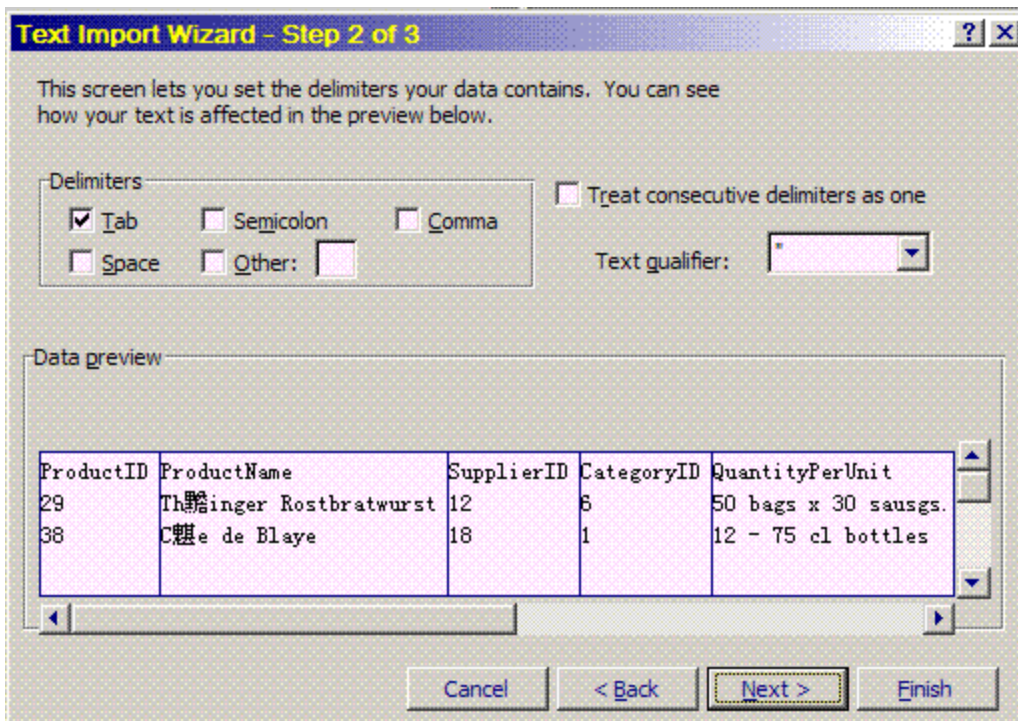 Text Import Wizard - Step 2 of 3
This screen lets you set the delimiters your data contains. You can see
how your text is affected in the preview below.
Delimiters
Tab Semicolon Comma
Space Other:
Treat consecutive delimiters as one
Text qualifier: "
Data preview
ProductID ProductName SupplierID CategoryID QuantityPerUnit
29 Th黵inger Rostbratwurst 12 6 50 bags x 30 sausgs.
38 C魌e de Blaye 18 1 12 - 75 cl bottles
Cancel < Back Next > Finish